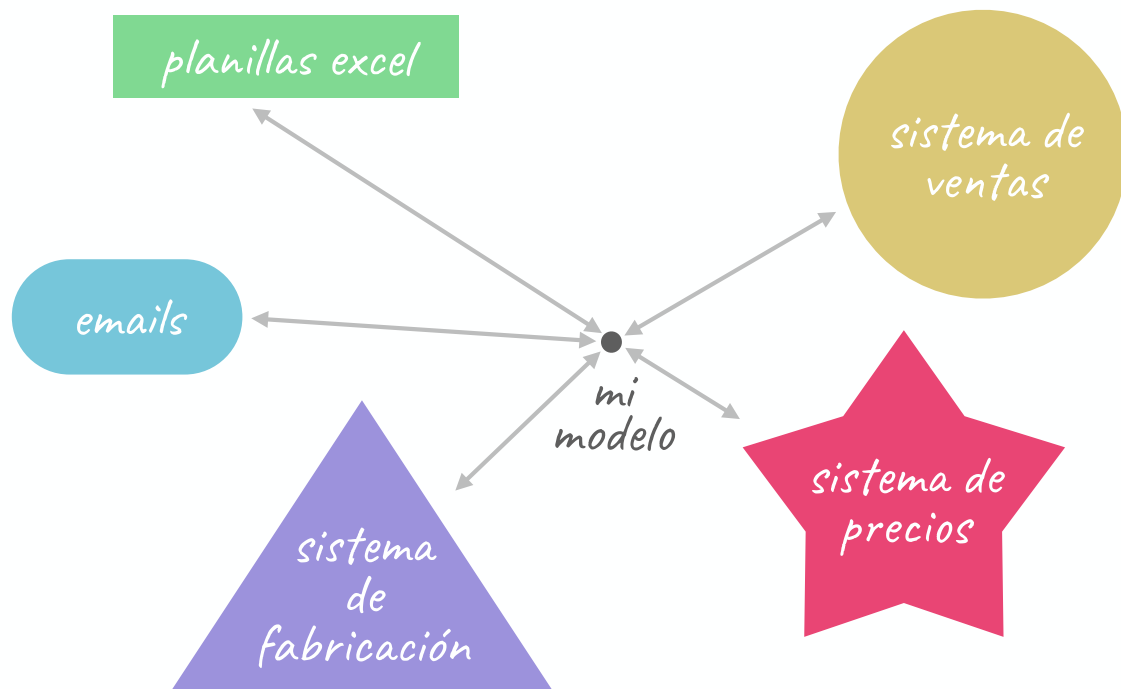 planillas excel
sistema de
ventas
emails
mi
modelo
sistema de
precios
sistema
de
fabricación